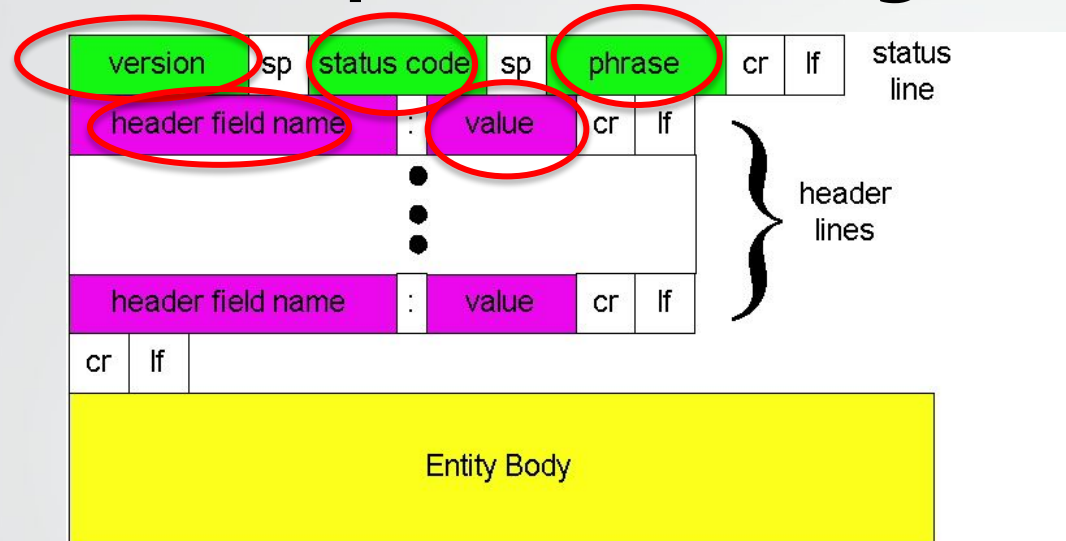 version sp status code sp phrase cr lf status
line
header field name : value cr lf
header
lines
header field name : value cr lf
cr lf
Entity Body